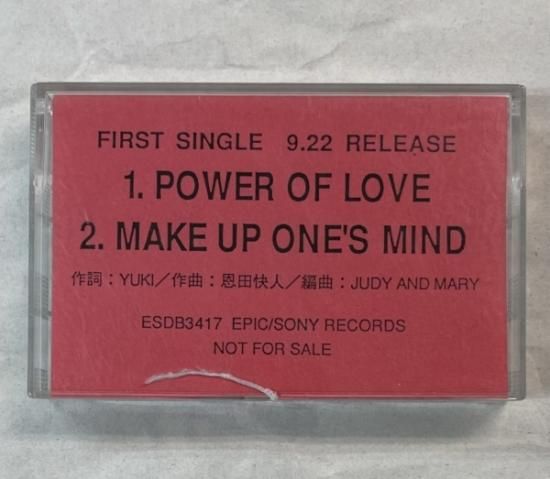 FIRST SINGLE 9.22 RELEASE
1. POWER OF LOVE
2. MAKE UP ONE'S MIND
作詞：YUKI／作曲：恩田快人／編曲：JUDY AND MARY
ESDB3417 EPIC/SONY RECORDS
NOT FOR SALE